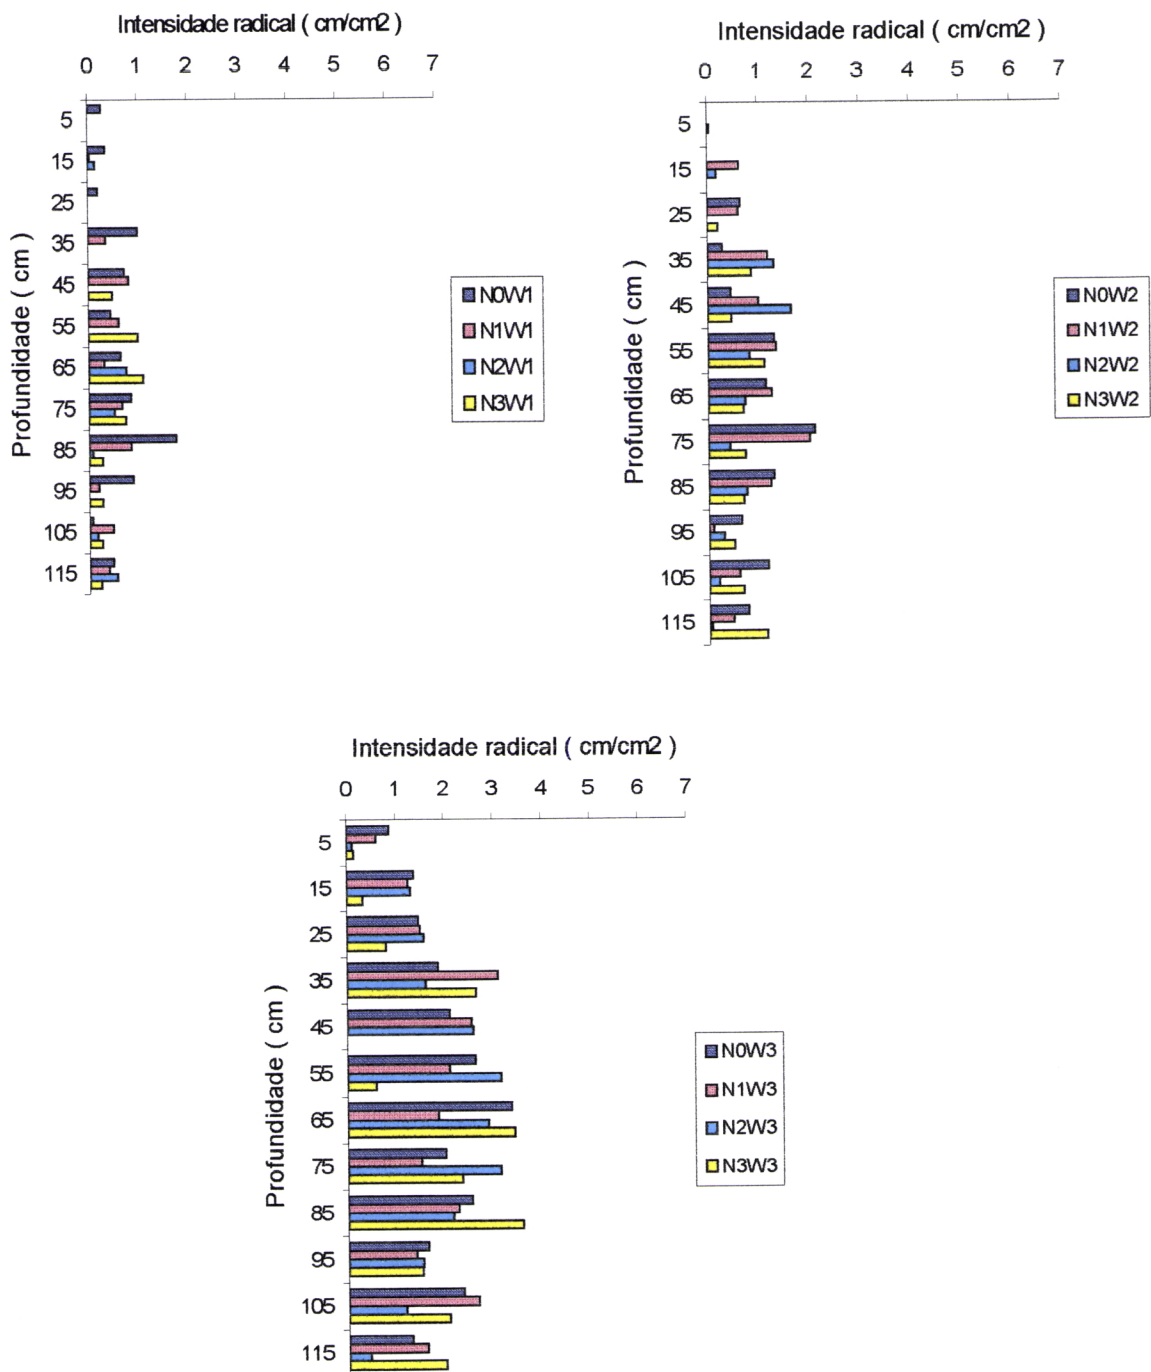 Intensidade radical ( cm/cm2 )
0 1 2 3 4 5 6 7
Profundidade ( cm )
5
15
25
35
45
55
65
75
85
95
105
115
N0W1
N1W1
N2W1
N3W1
Intensidade radical ( cm/cm2 )
0 1 2 3 4 5 6 7
Profundidade ( cm )
5
15
25
35
45
55
65
75
85
95
105
115
N0W2
N1W2
N2W2
N3W2
Intensidade radical ( cm/cm2 )
0 1 2 3 4 5 6 7
Profundidade ( cm )
5
15
25
35
45
55
65
75
85
95
105
115
N0W3
N1W3
N2W3
N3W3